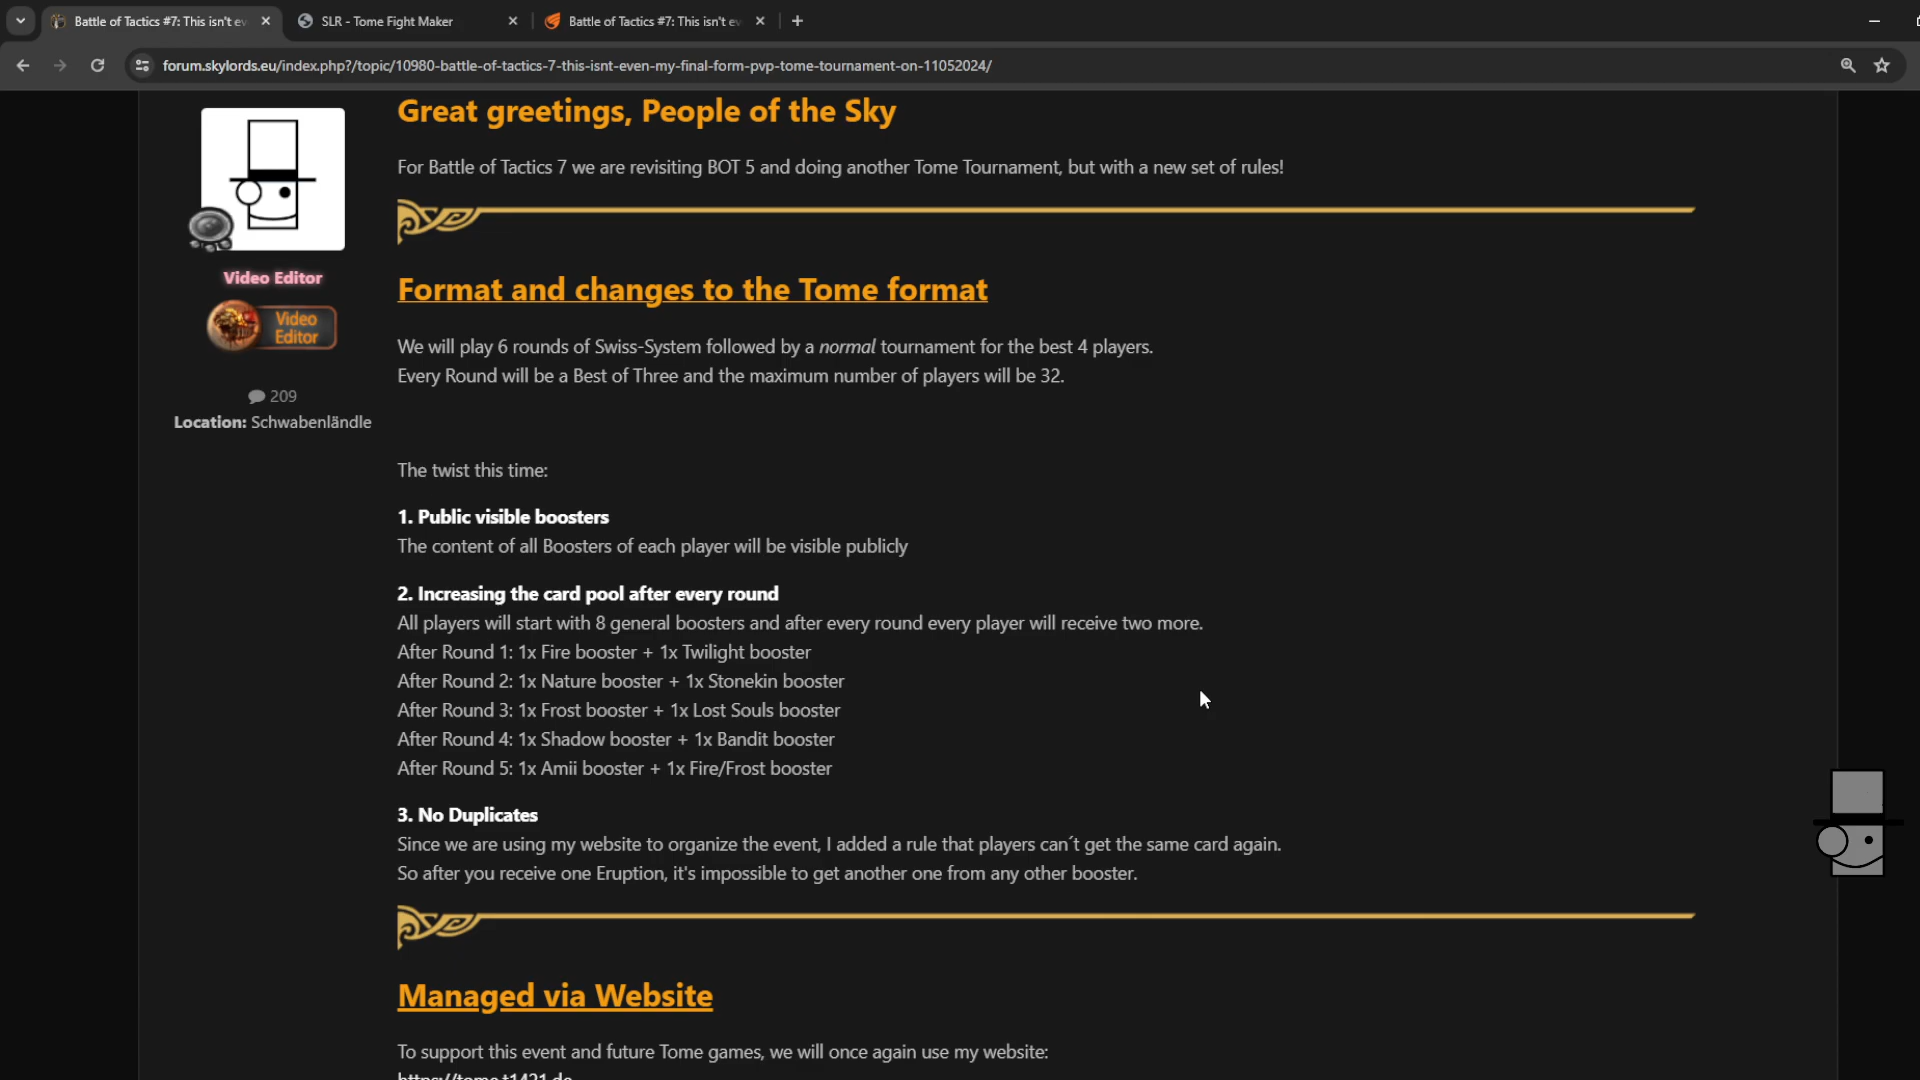 Battle of Tactics #7: This isn't ev
SLR - Tome Fight Maker
Battle of Tactics #7: This isn't ev
forum.skylords.eu/index.php?/topic/10980-battle-of-tactics-7-this-isnt-even-my-final-form-pvp-tome-tournament-on-11052024/
Great greetings, People of the Sky
For Battle of Tactics 7 we are revisiting BOT 5 and doing another Tome Tournament, but with a new set of rules!
Video Editor
Video
Editor
209
Location: Schwabenländle
Format and changes to the Tome format
We will play 6 rounds of Swiss-System followed by a normal tournament for the best 4 players.
Every Round will be a Best of Three and the maximum number of players will be 32.
The twist this time:
1. Public visible boosters
The content of all Boosters of each player will be visible publicly
2. Increasing the card pool after every round
All players will start with 8 general boosters and after every round every player will receive two more.
After Round 1: 1x Fire booster + 1x Twilight booster
After Round 2: 1x Nature booster + 1x Stonekin booster
After Round 3: 1x Frost booster + 1x Lost Souls booster
After Round 4: 1x Shadow booster + 1x Bandit booster
After Round 5: 1x Amii booster + 1x Fire/Frost booster
3. No Duplicates
Since we are using my website to organize the event, I added a rule that players can´t get the same card again.
So after you receive one Eruption, it's impossible to get another one from any other booster.
Managed via Website
To support this event and future Tome games, we will once again use my website:
https://tome.t1421.de